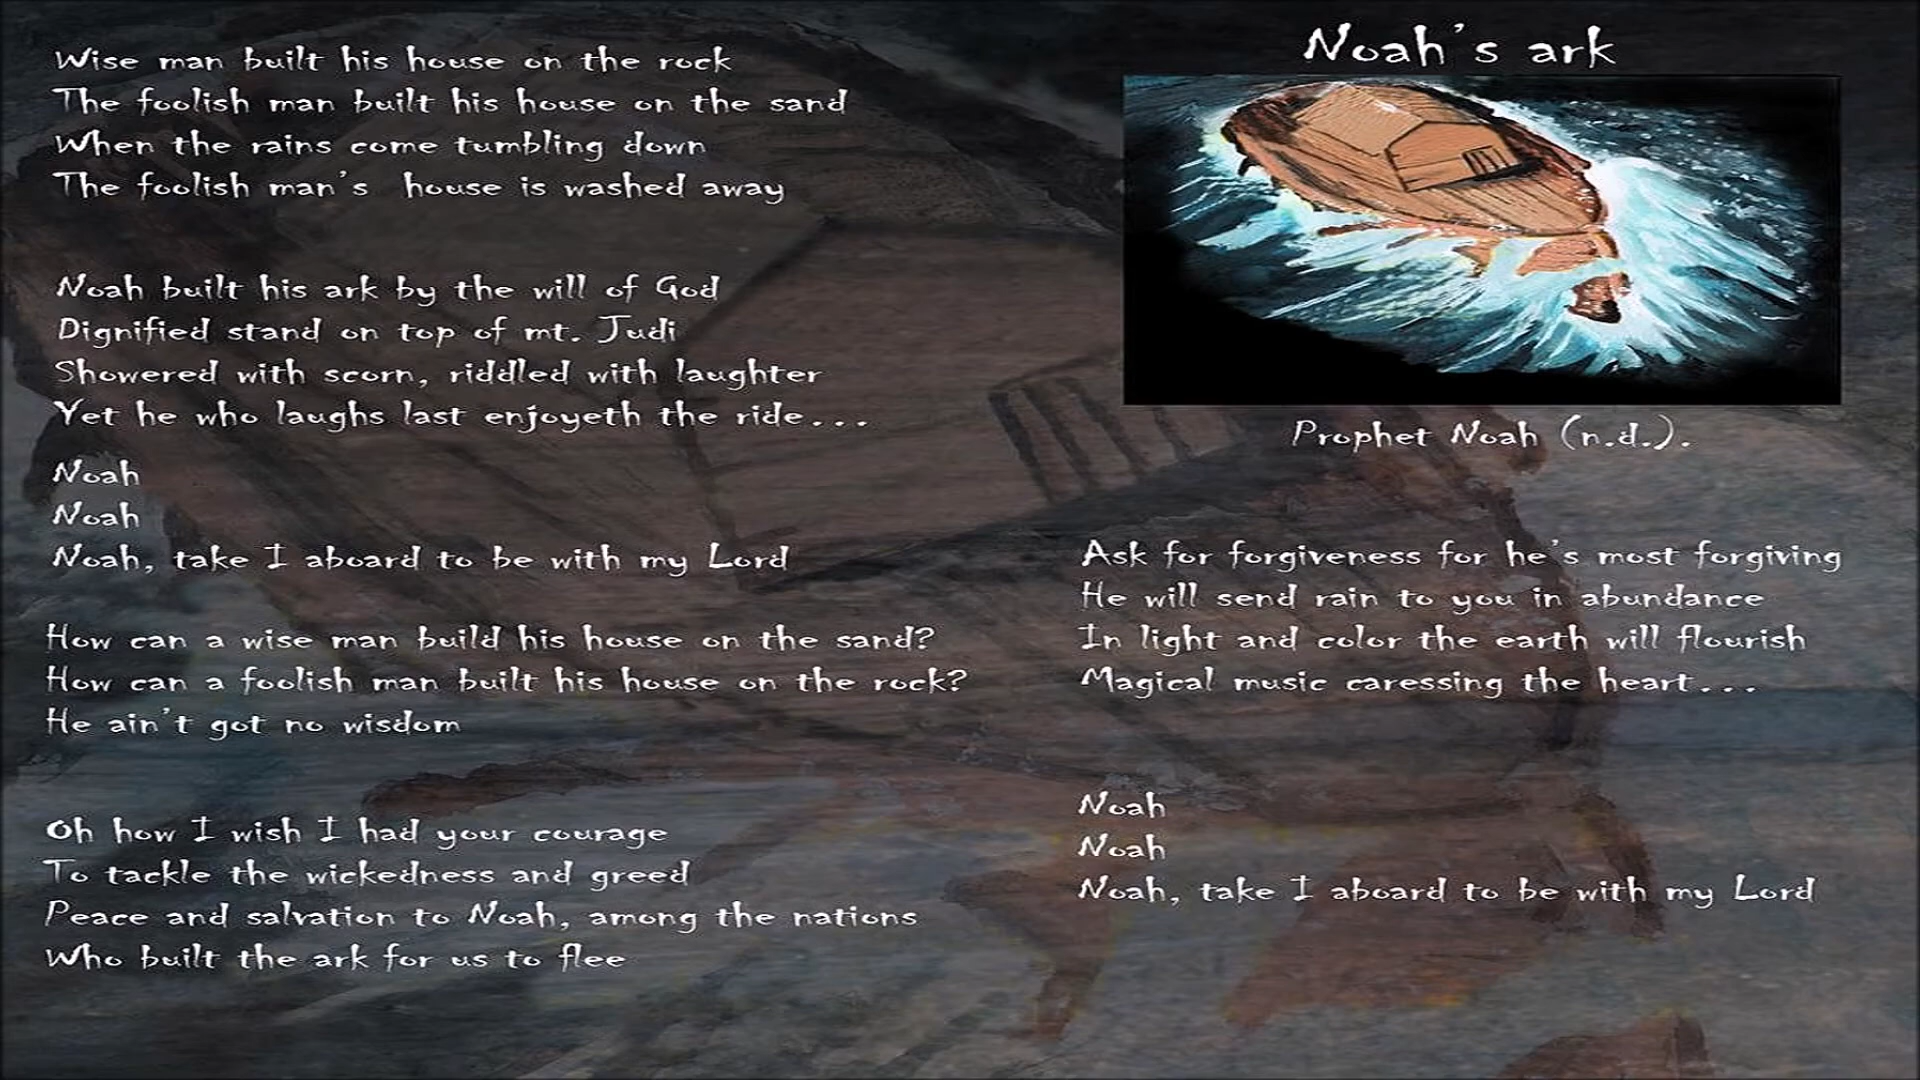 Wise man built his house on the rock
The foolish man built his house on the sand
When the rains come tumbling down
The foolish man's house is washed away
Noah built his ark by the will of God
Dignified stand on top of mt. Judi
Showered with scorn, riddled with laughter
Yet he who laughs last enjoyeth the ride...
Noah
Noah
Noah, take I aboard to be with my Lord
How can a wise man build his house on the sand?
How can a foolish man built his house on the rock?
He ain't got no wisdom
Oh how I wish I had your courage
To tackle the wickedness and greed
Peace and salvation to Noah, among the nations
Who built the ark for us to flee
Noah's ark
Prophet Noah (n.d.).
Ask for forgiveness for he's most forgiving
He will send rain to you in abundance
In light and color the earth will flourish
Magical music caressing the heart...
Noah
Noah
Noah, take I aboard to be with my Lord